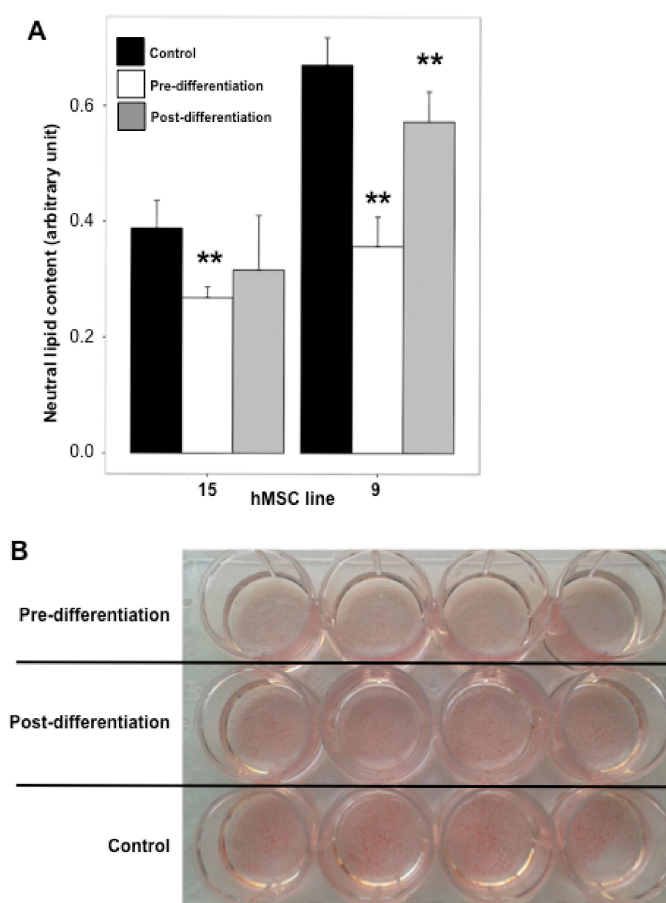 A
Control
Pre-differentiation
Post-differentiation
**
**
**
0.6
0.4
0.2
0.0
Neutral lipid content (arbitrary unit)
15
9
hMSC line
B
Pre-differentiation
Post-differentiation
Control